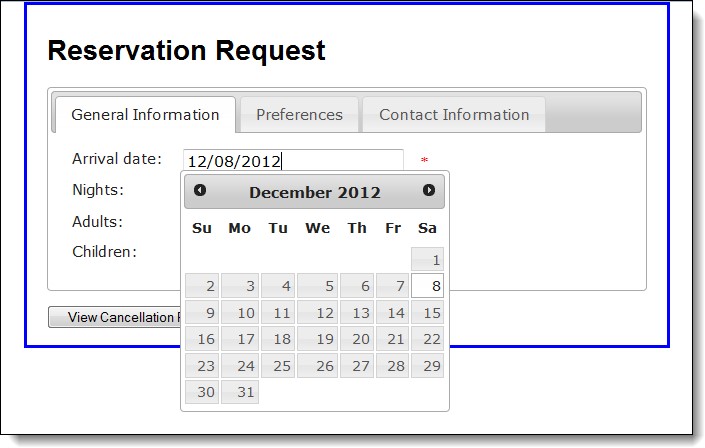 Reservation Request
General Information Preferences Contact Information
Arrival date: 12/08/2012 *
Nights:
Adults:
Children:
December 2012
Su Mo Tu We Th Fr Sa
1
2 3 4 5 6 7 8
9 10 11 12 13 14 15
16 17 18 19 20 21 22
23 24 25 26 27 28 29
30 31
View Cancellation